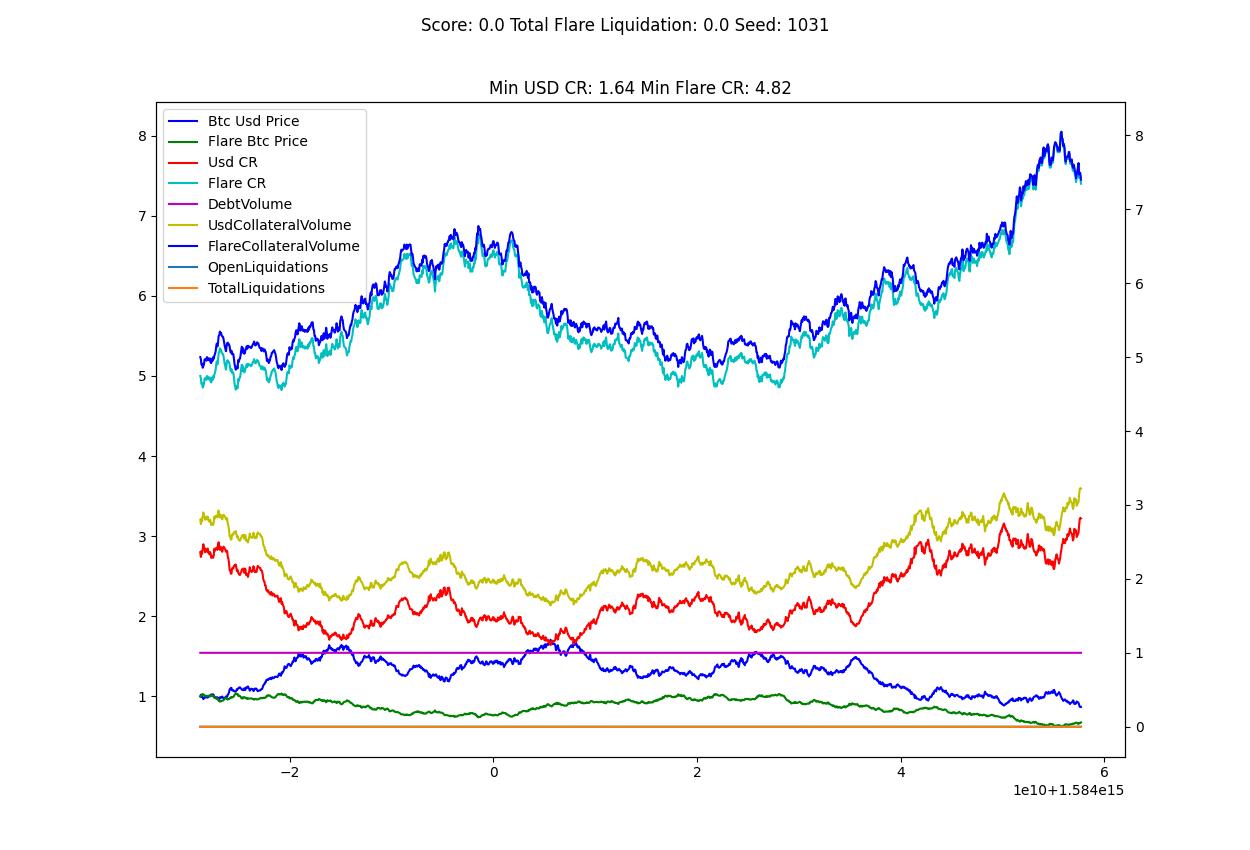 Score: 0.0 Total Flare Liquidation: 0.0 Seed: 1031
Min USD CR: 1.64 Min Flare CR: 4.82
Btc Usd Price
Flare Btc Price
Usd CR
Flare CR
DebtVolume
UsdCollateralVolume
FlareCollateralVolume
OpenLiquidations
TotalLiquidations
8
7
6
5
4
3
2
1
8
7
6
5
4
3
2
1
0
−2 0 2 4 6
1e10+1.584e15